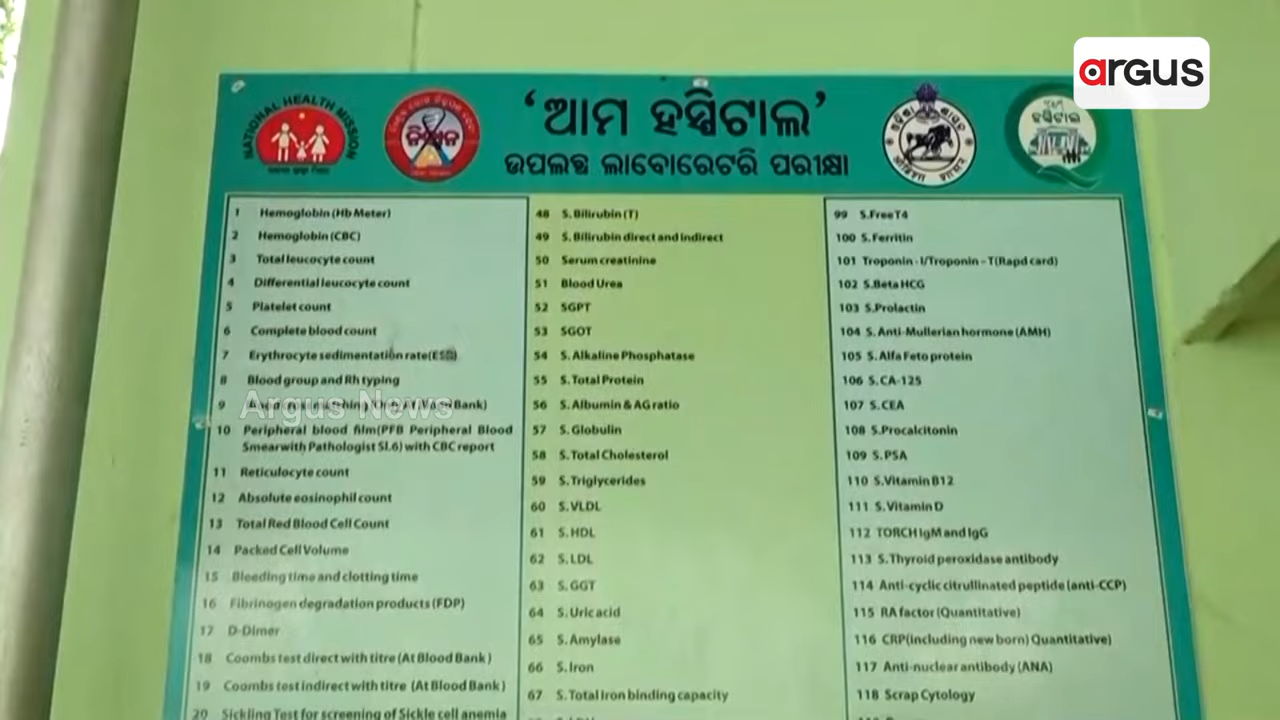 argus
NATIONAL HEALTH MISSION
ନିଦାନ
'ଆମ ହସ୍ପିଟାଲ'
ଉପଲବ୍ଧ ଲାବୋରେଟରି ପରୀକ୍ଷା
ଆମ
ହସ୍ପିଟାଲ
1 Hemoglobin (Hb Meter)
2 Hemoglobin (CBC)
3 Total leucocyte count
4 Differential leucocyte count
5 Platelet count
6 Complete blood count
7 Erythrocyte sedimentation rate(ESR)
8 Blood group and Rh typing
9 Blood Bank)
Argus News
10 Peripheral blood film(PFB Peripheral Blood
Smearwith Pathologist Sl.6) with CBC report
11 Reticulocyte count
12 Absolute eosinophil count
13 Total Red Blood Cell Count
14 Packed Cell Volume
15 Bleeding time and clotting time
16 Fibrinogen degradation products (FDP)
17 D-Dimer
18 Coombs test direct with titre (At Blood Bank )
19 Coombs test indirect with titre (At Blood Bank )
20 Sickling Test for screening of Sickle cell anemia
48 S. Bilirubin (T)
49 S. Bilirubin direct and indirect
50 Serum creatinine
51 Blood Urea
52 SGPT
53 SGOT
54 S. Alkaline Phosphatase
55 S. Total Protein
56 S. Albumin & AG ratio
57 S. Globulin
58 S. Total Cholesterol
59 S. Triglycerides
60 S. VLDL
61 S. HDL
62 S. LDL
63 S. GGT
64 S. Uric acid
65 S. Amylase
66 S. Iron
67 S. Total Iron binding capacity
99 S.Free T4
100 S. Ferritin
101 Troponin - I/Troponin - T(Rapd card)
102 S.Beta HCG
103 S.Prolactin
104 S. Anti-Mullerian hormone (AMH)
105 S. Alfa Feto protein
106 S. CA-125
107 S. CEA
108 S.Procalcitonin
109 S. PSA
110 S.Vitamin B12
111 S. Vitamin D
112 TORCH IgM and IgG
113 S. Thyroid peroxidase antibody
114 Anti-cyclic citrullinated peptide (anti-CCP)
115 RA factor (Quantitative)
116 CRP(including new born) Quantitative)
117 Anti-nuclear antibody (ANA)
118 Scrap Cytology